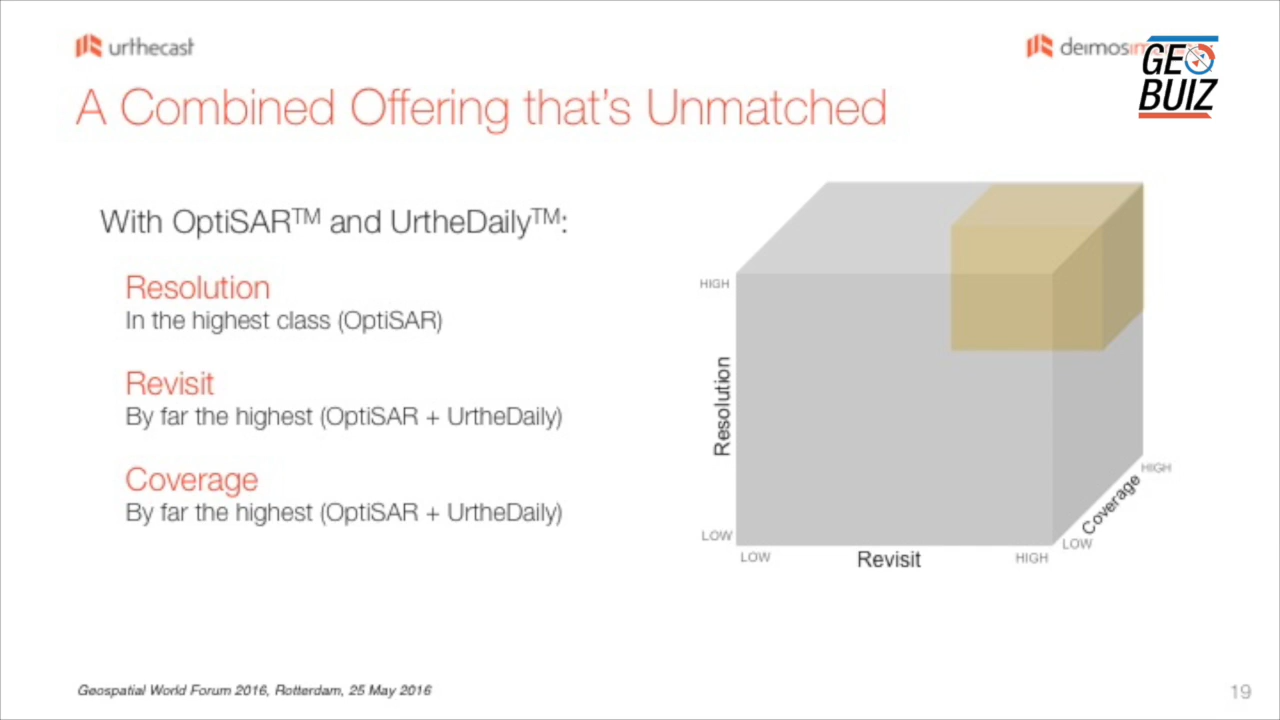 urthecast
deimos
GEO
BUIZ
A Combined Offering that's Unmatched
With OptiSAR™ and UrtheDaily™:
Resolution
In the highest class (OptiSAR)
Revisit
By far the highest (OptiSAR + UrtheDaily)
Coverage
By far the highest (OptiSAR + UrtheDaily)
HIGH
Resolution
LOW
LOW
Revisit
HIGH
LOW
Coverage
HIGH
Geospatial World Forum 2016, Rotterdam, 25 May 2016
19